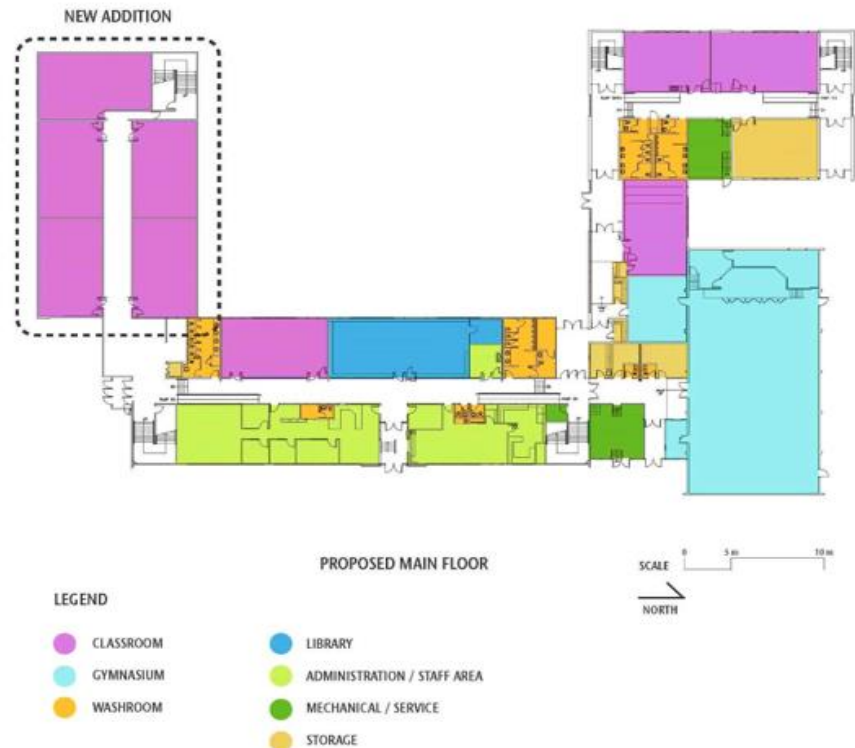 NEW ADDITION
PROPOSED MAIN FLOOR
SCALE
0 5 m 10 m
NORTH
LEGEND
CLASSROOM
GYMNASIUM
WASHROOM
LIBRARY
ADMINISTRATION / STAFF AREA
MECHANICAL / SERVICE
STORAGE